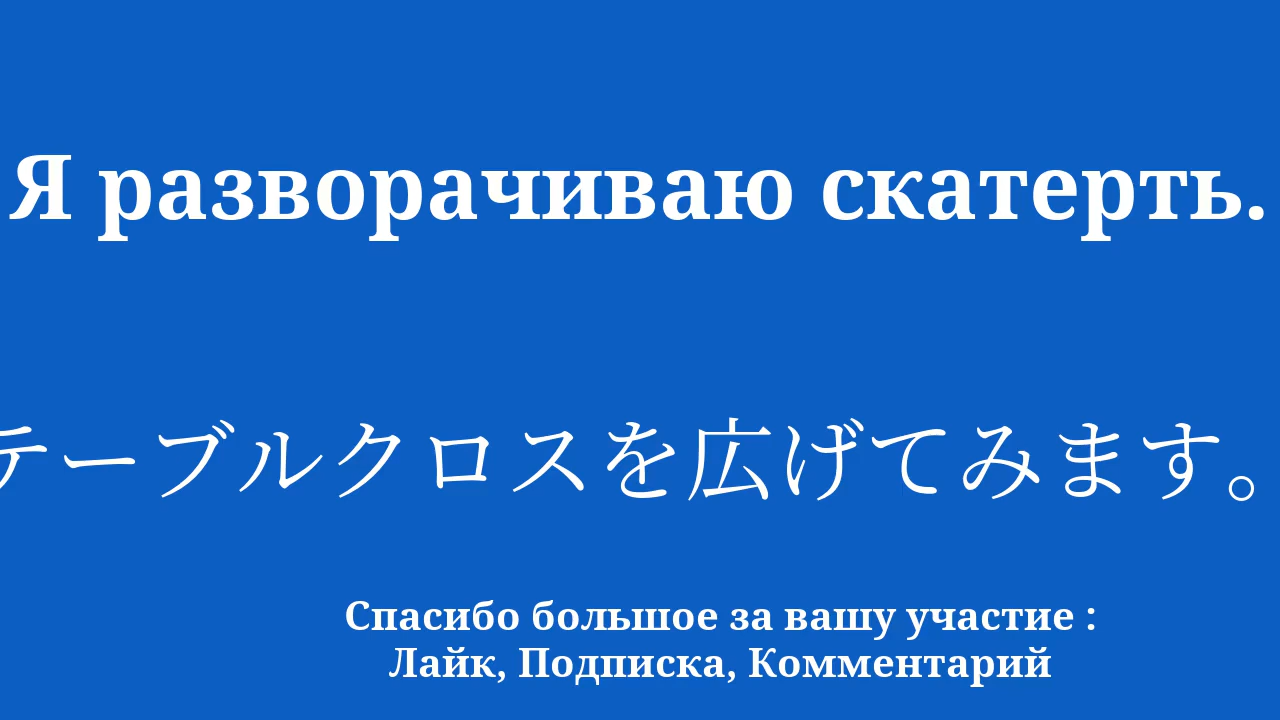 Я разворачиваю скатерть.
テーブルクロスを広げてみます。
Спасибо большое за вашу участие :
Лайк, Подписка, Комментарий